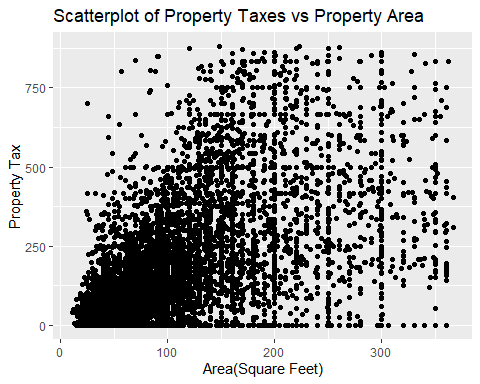 Scatterplot of Property Taxes vs Property Area
Property Tax
750
500
250
0
0 100 200 300
Area(Square Feet)